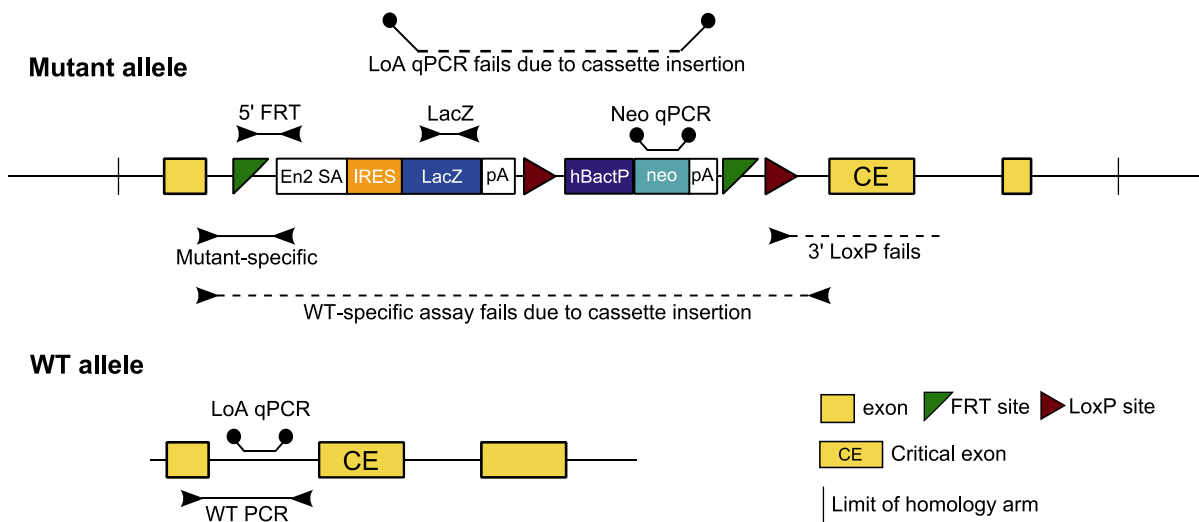 LoA qPCR fails due to cassette insertion
Mutant allele
5' FRT
LacZ
Neo qPCR
En2 SA
IRES
LacZ
pA
hBactP
neo
pA
CE
Mutant-specific
3' LoxP fails
WT-specific assay fails due to cassette insertion
WT allele
LoA qPCR
CE
WT PCR
exon
FRT site
LoxP site
CE
Critical exon
Limit of homology arm